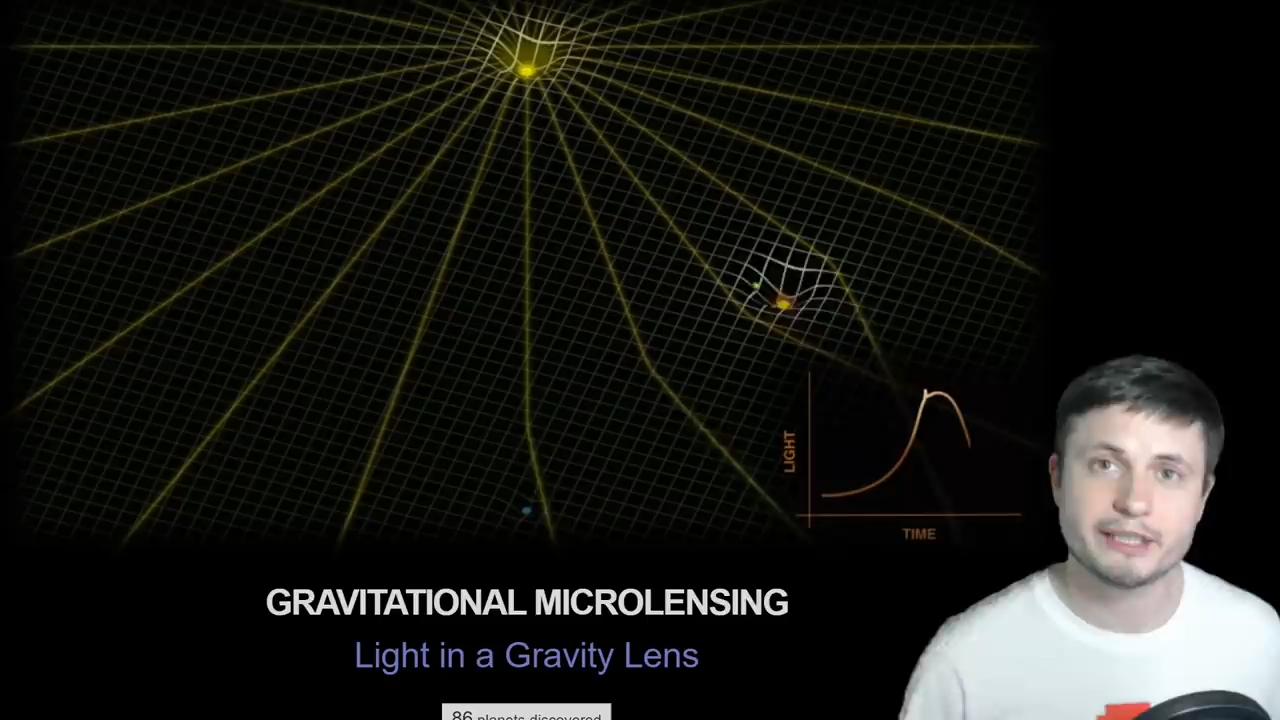 LIGHT
TIME
GRAVITATIONAL MICROLENSING
Light in a Gravity Lens
86 planets discovered